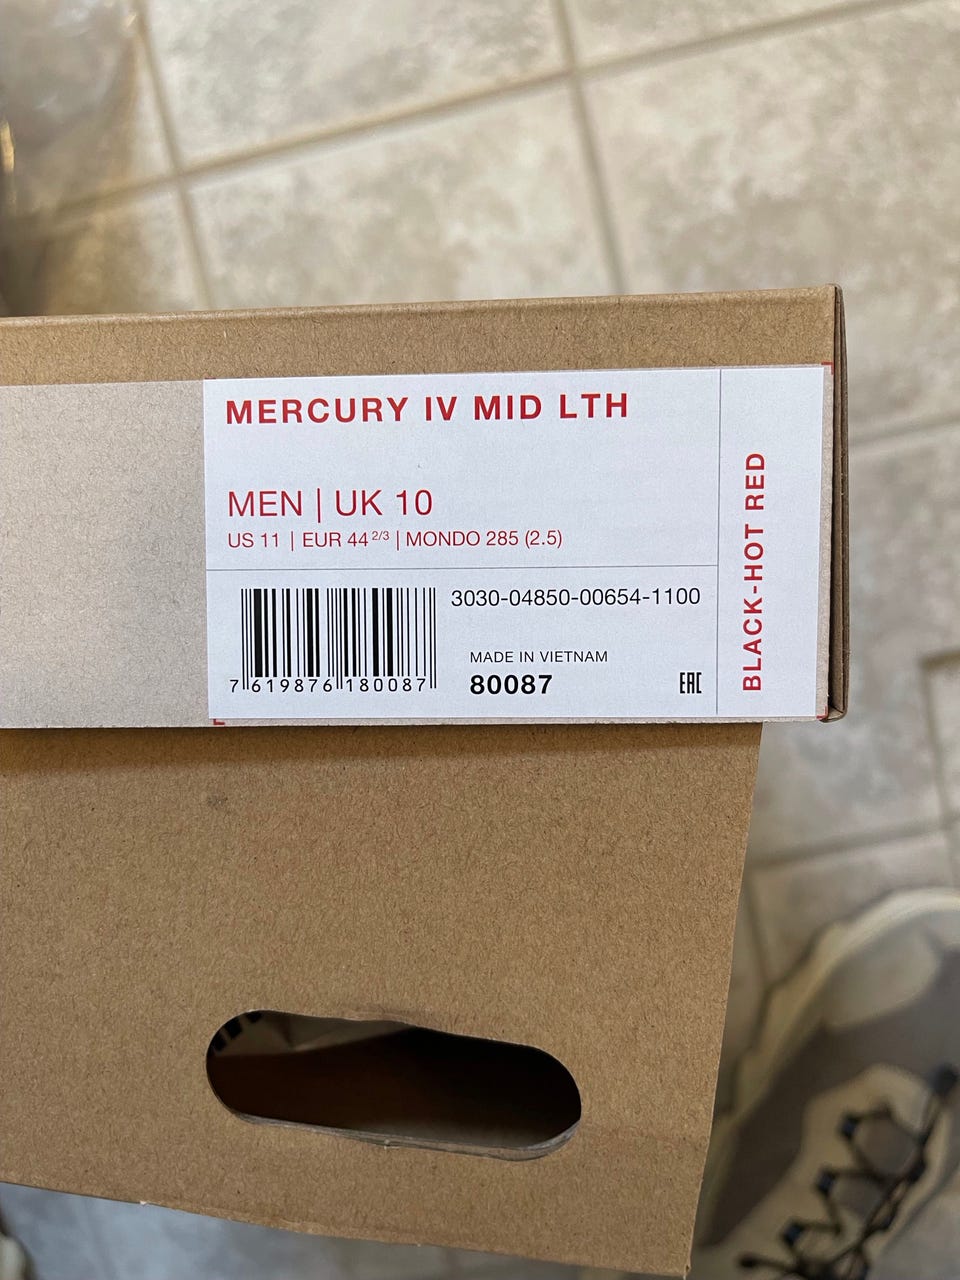 MERCURY IV MID LTH
MEN | UK 10
US 11 | EUR 44 2/3 | MONDO 285 (2.5)
3030-04850-00654-1100
MADE IN VIETNAM
80087
EAC
7 619876 180087
BLACK-HOT RED